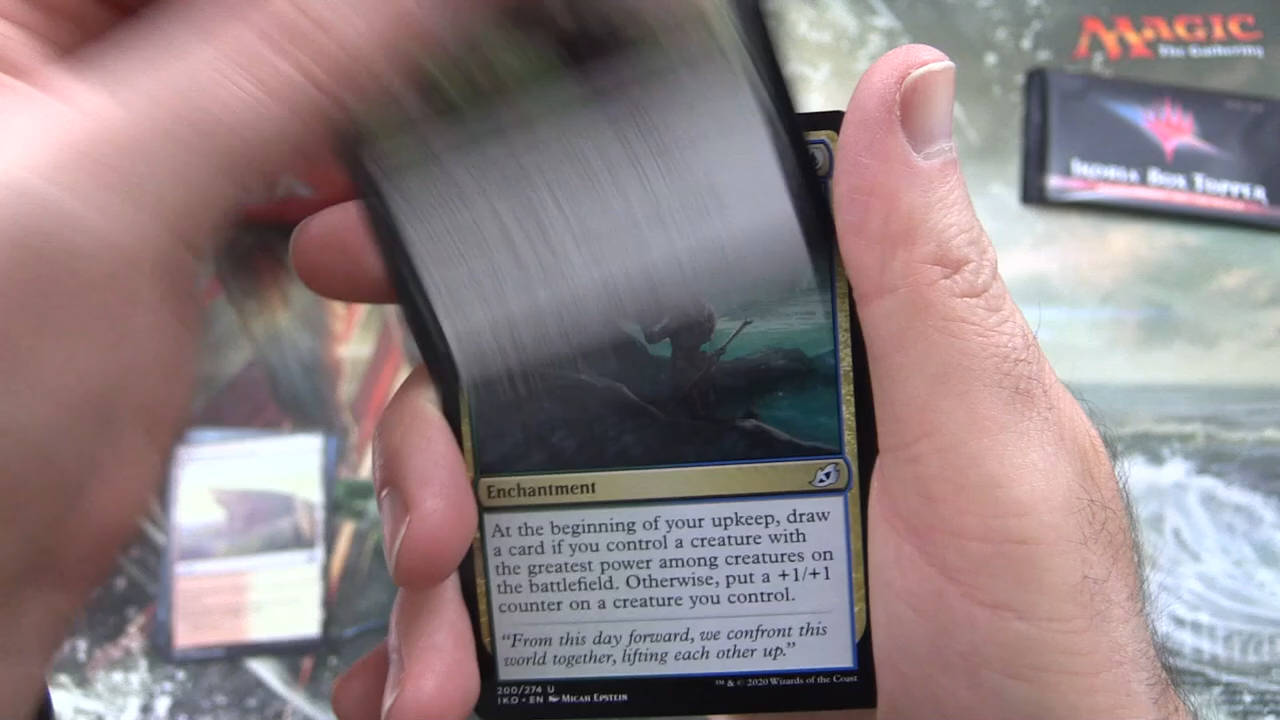 MAGIC
The Gathering
IKORIA BOX TOPPER
Enchantment
At the beginning of your upkeep, draw
a card if you control a creature with
the greatest power among creatures on
the battlefield. Otherwise, put a +1/+1
counter on a creature you control.
"From this day forward, we confront this
world together, lifting each other up."
200/274 U
IKO • EN Micah Epstein
™ & © 2020 Wizards of the Coast